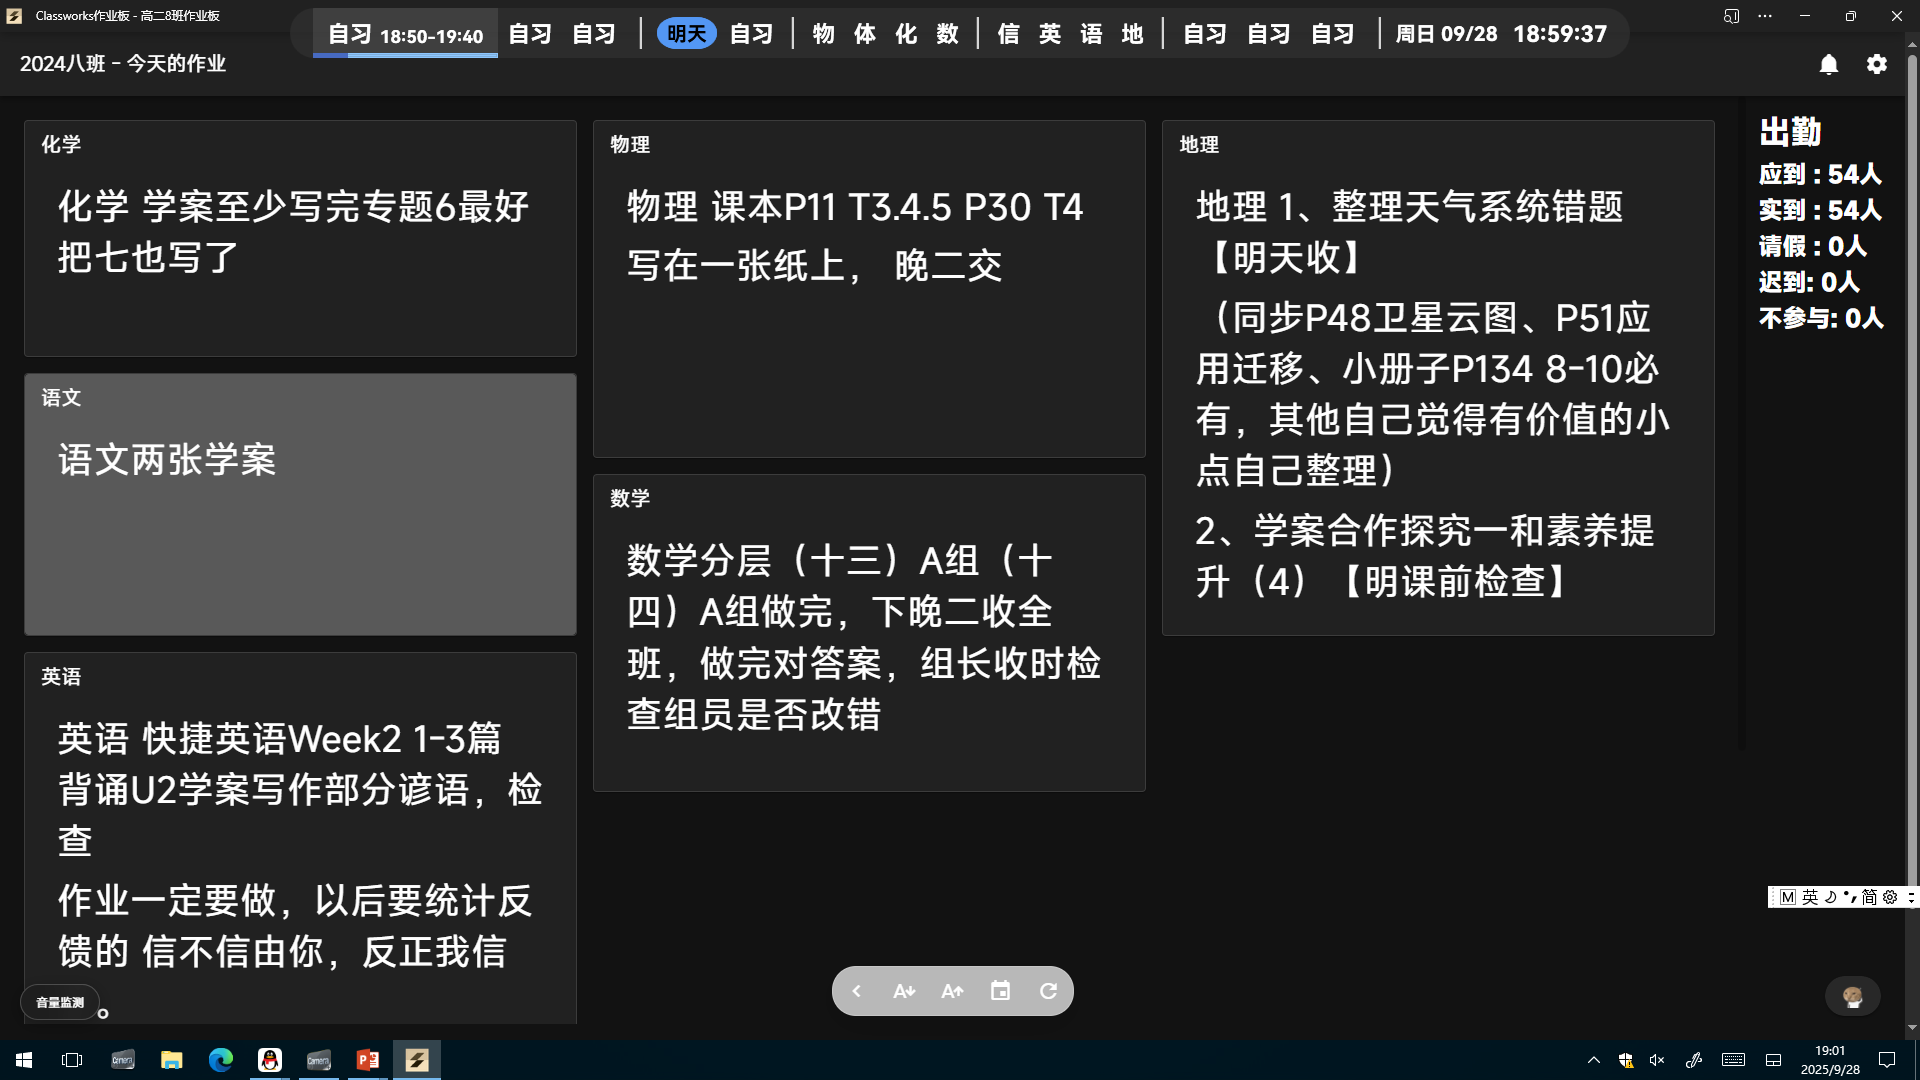 Classworks作业板 - 高二8班作业板
自习 18:50-19:40 自习 自习 | 明天 自习 | 物 体 化 数 | 信 英 语 地 | 自习 自习 自习 | 周日 09/28 18:59:37
2024八班 - 今天的作业
化学
化学 学案至少写完专题6最好
把七也写了
语文
语文两张学案
英语
英语 快捷英语Week2 1-3篇
背诵U2学案写作部分谚语，检
查
作业一定要做，以后要统计反
馈的 信不信由你，反正我信
。
物理
物理 课本P11 T3.4.5 P30 T4
写在一张纸上， 晚二交
数学
数学分层（十三）A组（十
四）A组做完，下晚二收全
班，做完对答案，组长收时检
查组员是否改错
地理
地理 1、整理天气系统错题
【明天收】
（同步P48卫星云图、P51应
用迁移、小册子P134 8-10必
有，其他自己觉得有价值的小
点自己整理）
2、学案合作探究一和素养提
升（4）【明课前检查】
出勤
应到 : 54人
实到 : 54人
请假 : 0人
迟到: 0人
不参与: 0人
M 英 简
音量监测
A A
Camera
Camera
P
19:01
2025/9/28